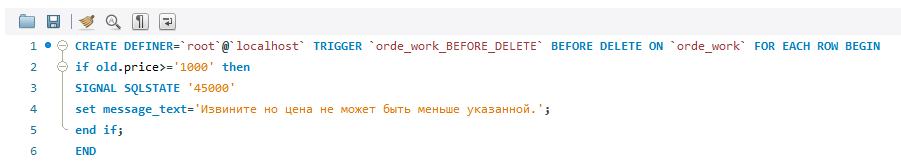 1 CREATE DEFINER=`root`@`localhost` TRIGGER `orde_work_BEFORE_DELETE` BEFORE DELETE ON `orde_work` FOR EACH ROW BEGIN
2 if old.price>='1000' then
3 SIGNAL SQLSTATE '45000'
4 set message_text='Извините но цена не может быть меньше указанной.';
5 end if;
6 END